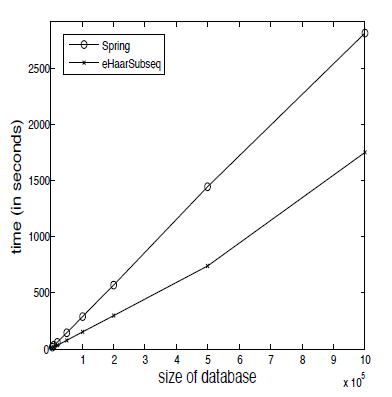 Spring
eHaarSubseq
2500
2000
1500
1000
500
0
time (in seconds)
1 2 3 4 5 6 7 8 9 10
size of database
x 10^5